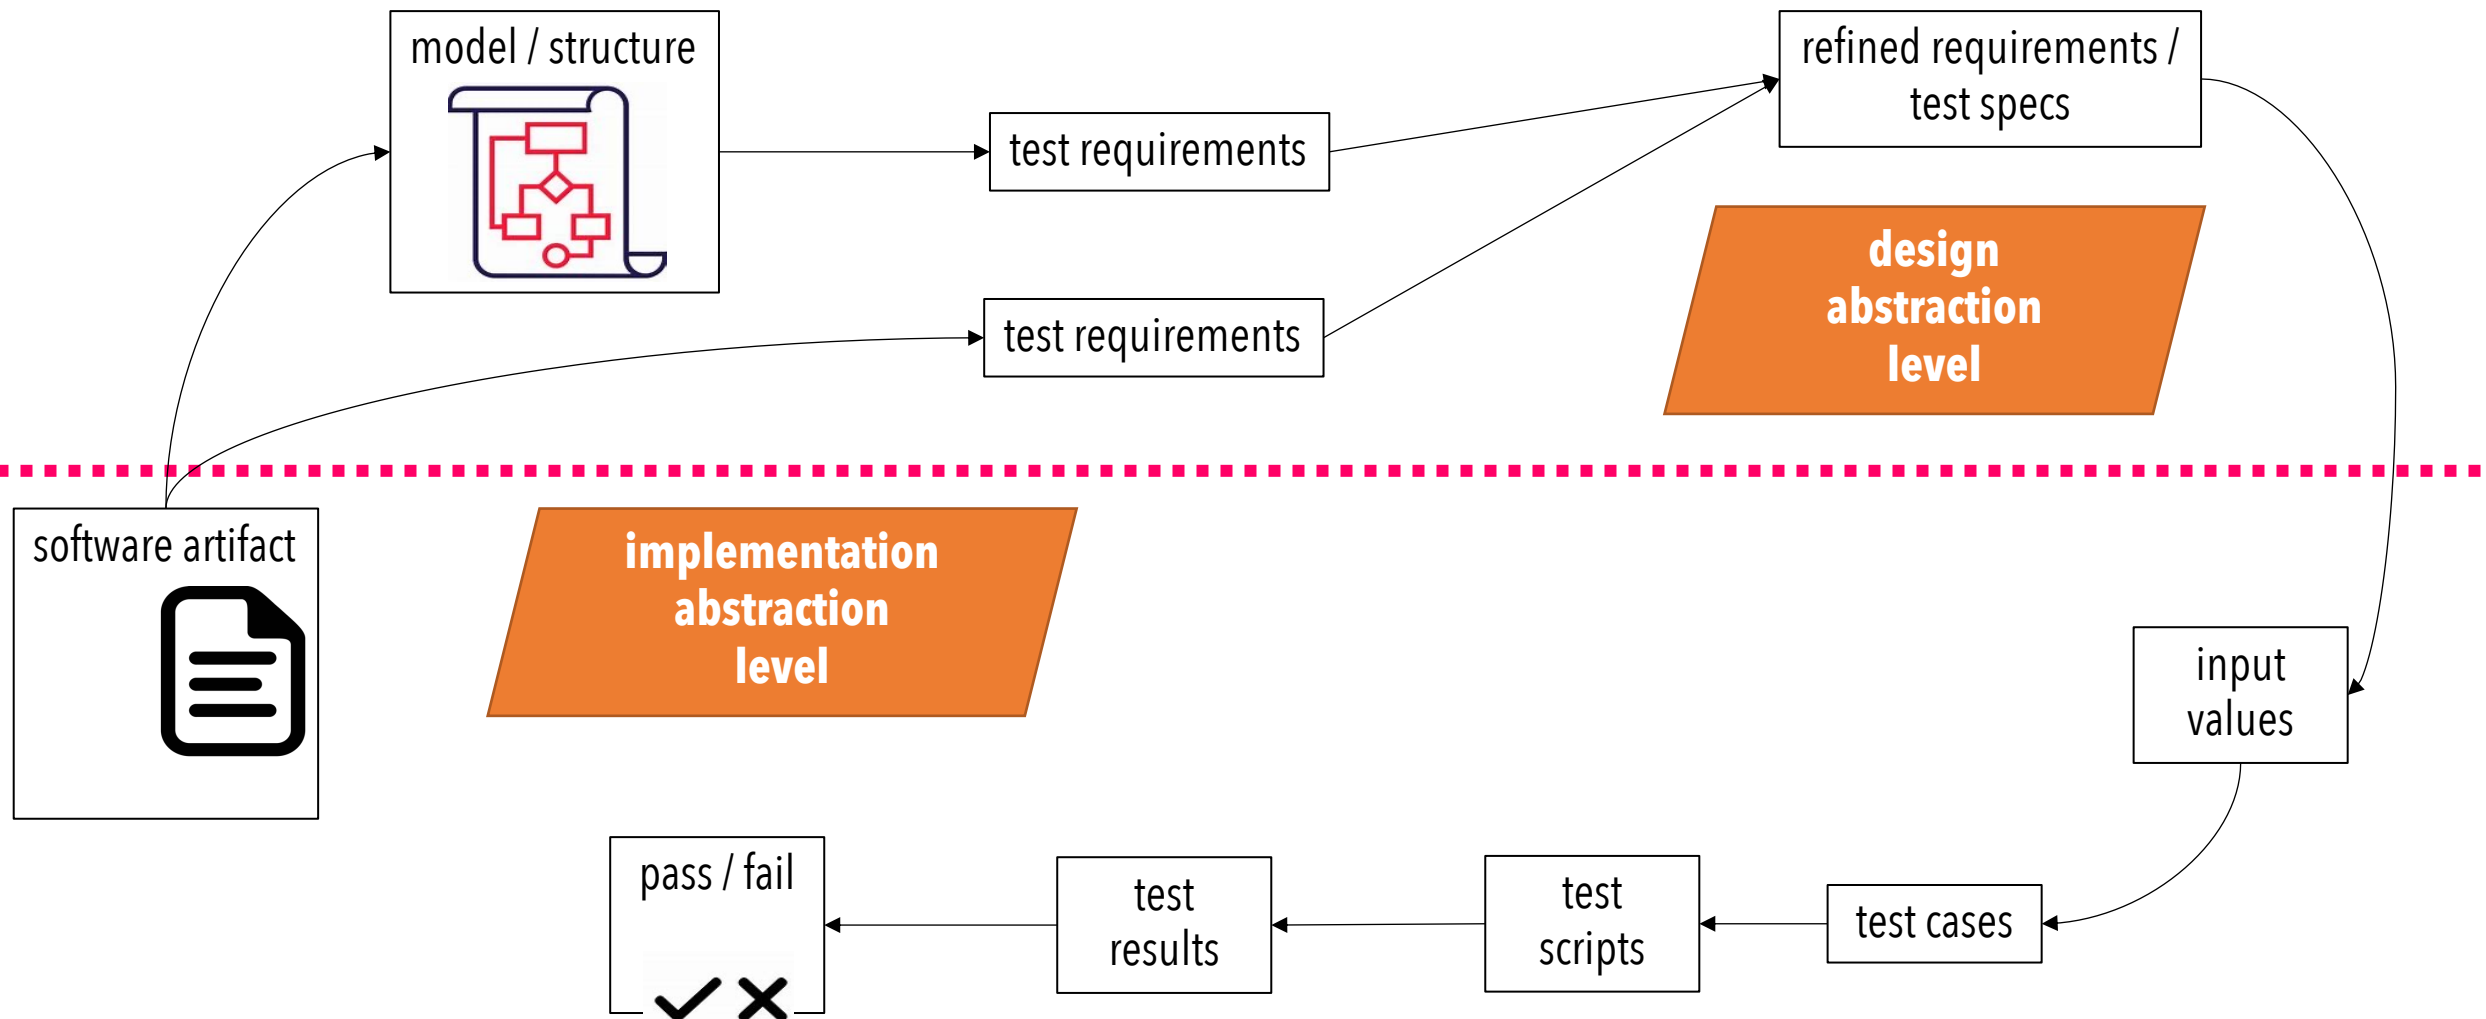 model / structure
refined requirements /
test specs
test requirements
test requirements
design
abstraction
level
software artifact
implementation
abstraction
level
input
values
pass / fail
test
results
test
scripts
test cases